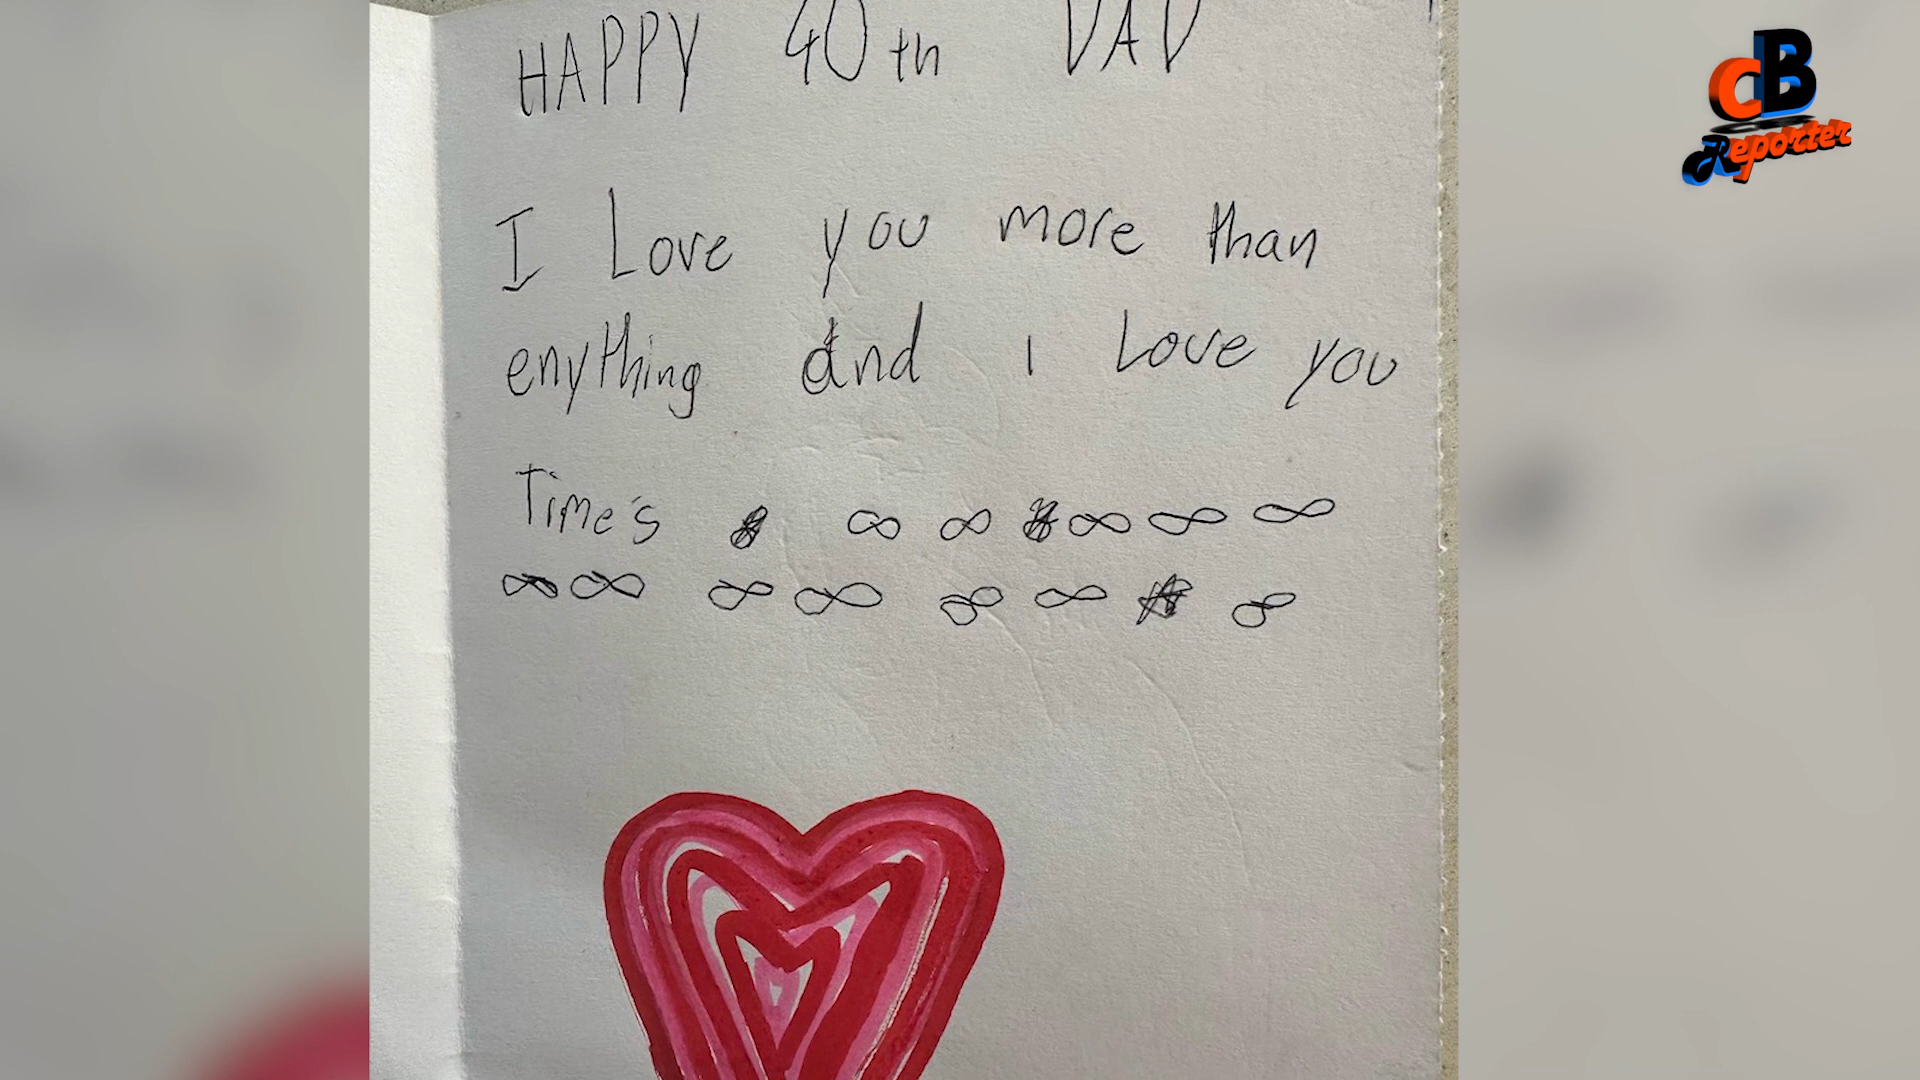 HAPPY 40th DAD
I Love you more than
enything and i Love you
Time's ∞ ∞ ∞ ∞ ∞
∞ ∞ ∞ ∞ ∞ ∞ ∞
CB
Reporter